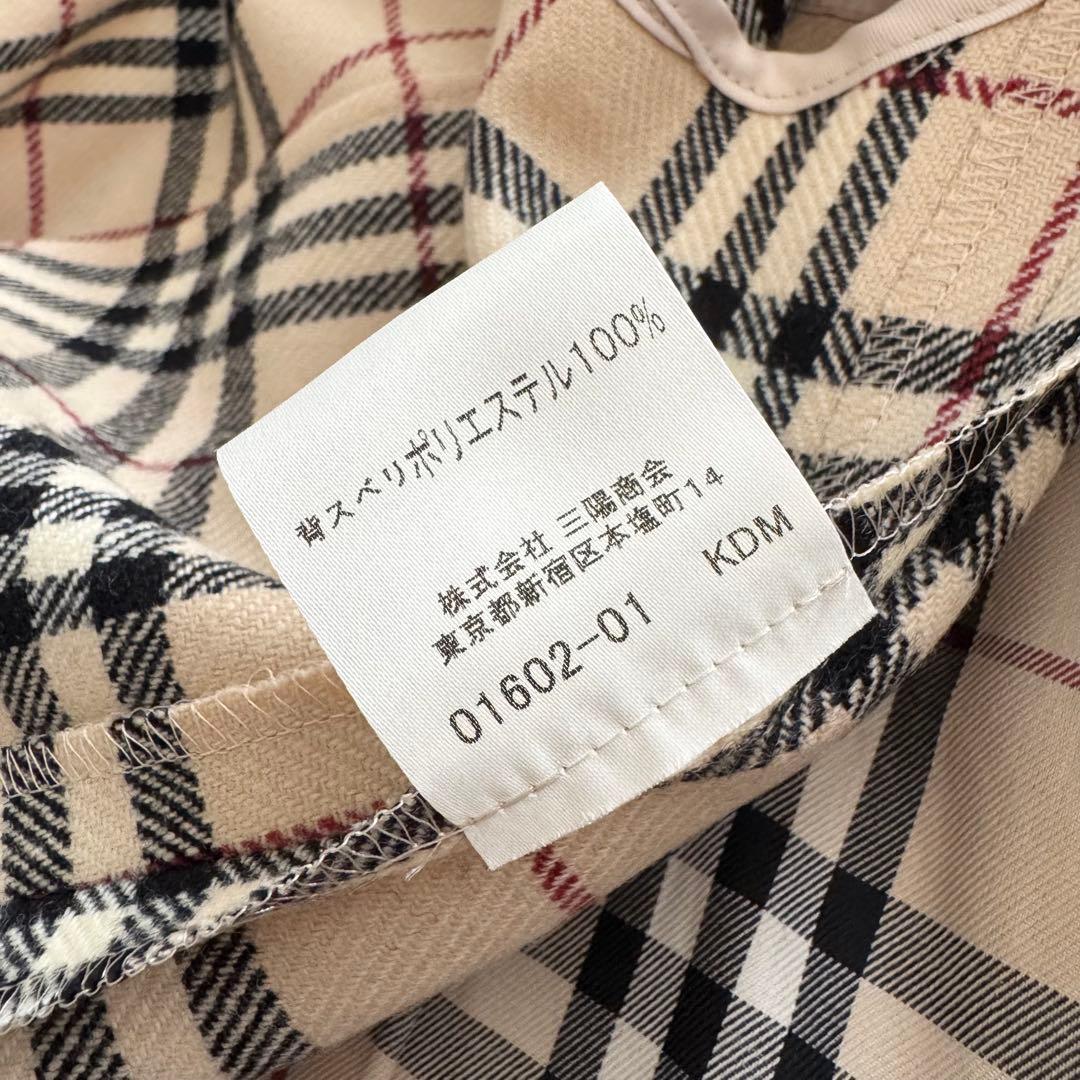 背スベリポリエステル100%
株式会社 三陽商会
東京都新宿区本塩町14
KDM
01602-01